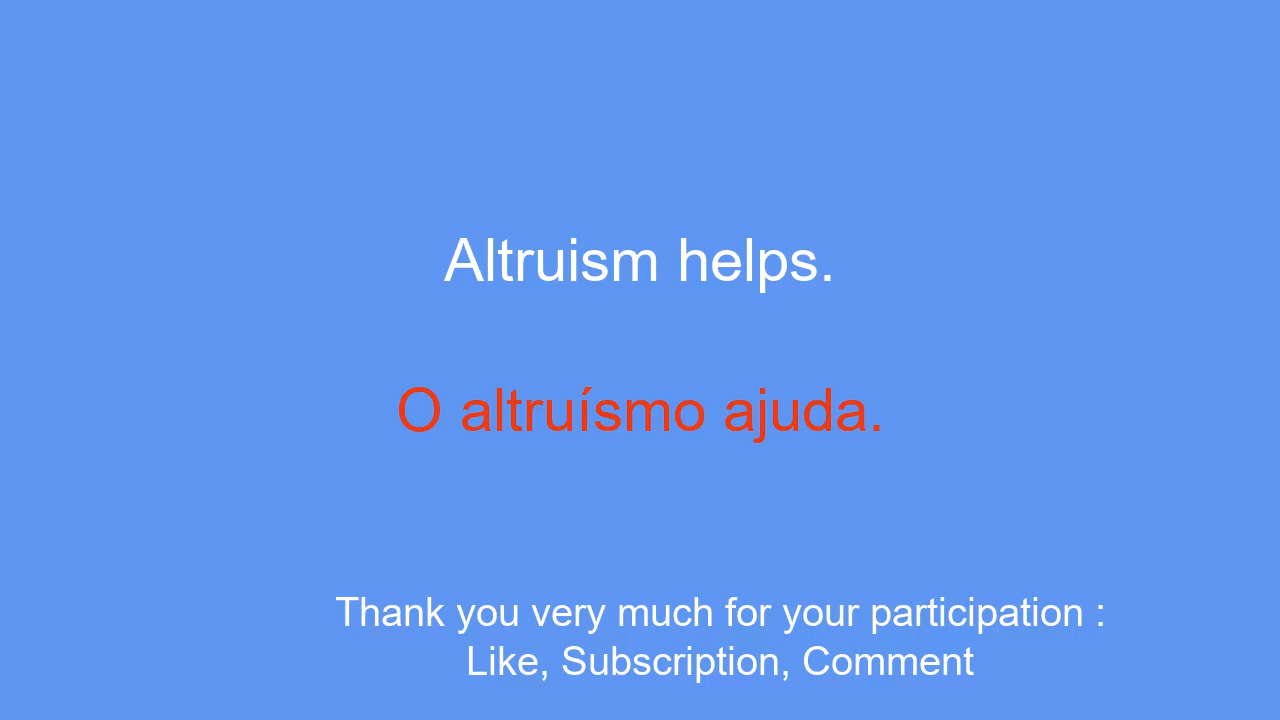 Altruism helps.
O altruísmo ajuda.
Thank you very much for your participation :
Like, Subscription, Comment